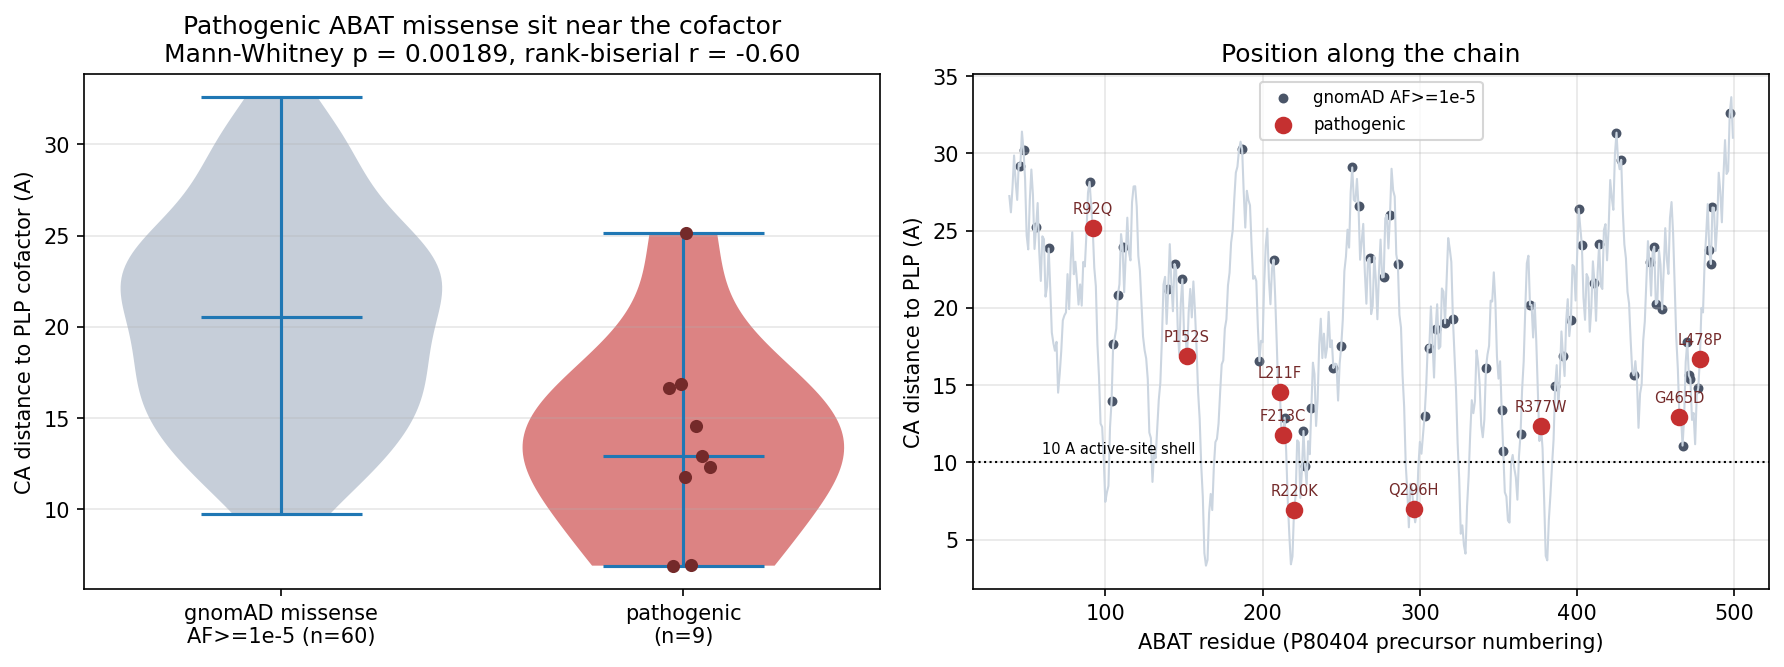 Pathogenic ABAT missense sit near the cofactor
Mann-Whitney p = 0.00189, rank-biserial r = -0.60
CA distance to PLP cofactor (A)
30
25
20
15
10
gnomAD missense
AF>=1e-5 (n=60)
pathogenic
(n=9)
Position along the chain
CA distance to PLP (A)
35
30
25
20
15
10
5
gnomAD AF>=1e-5
pathogenic
R92Q
P152S
L211F
F213C
R220K
Q296H
R377W
G465D
L478P
10 A active-site shell
100
200
300
400
500
ABAT residue (P80404 precursor numbering)